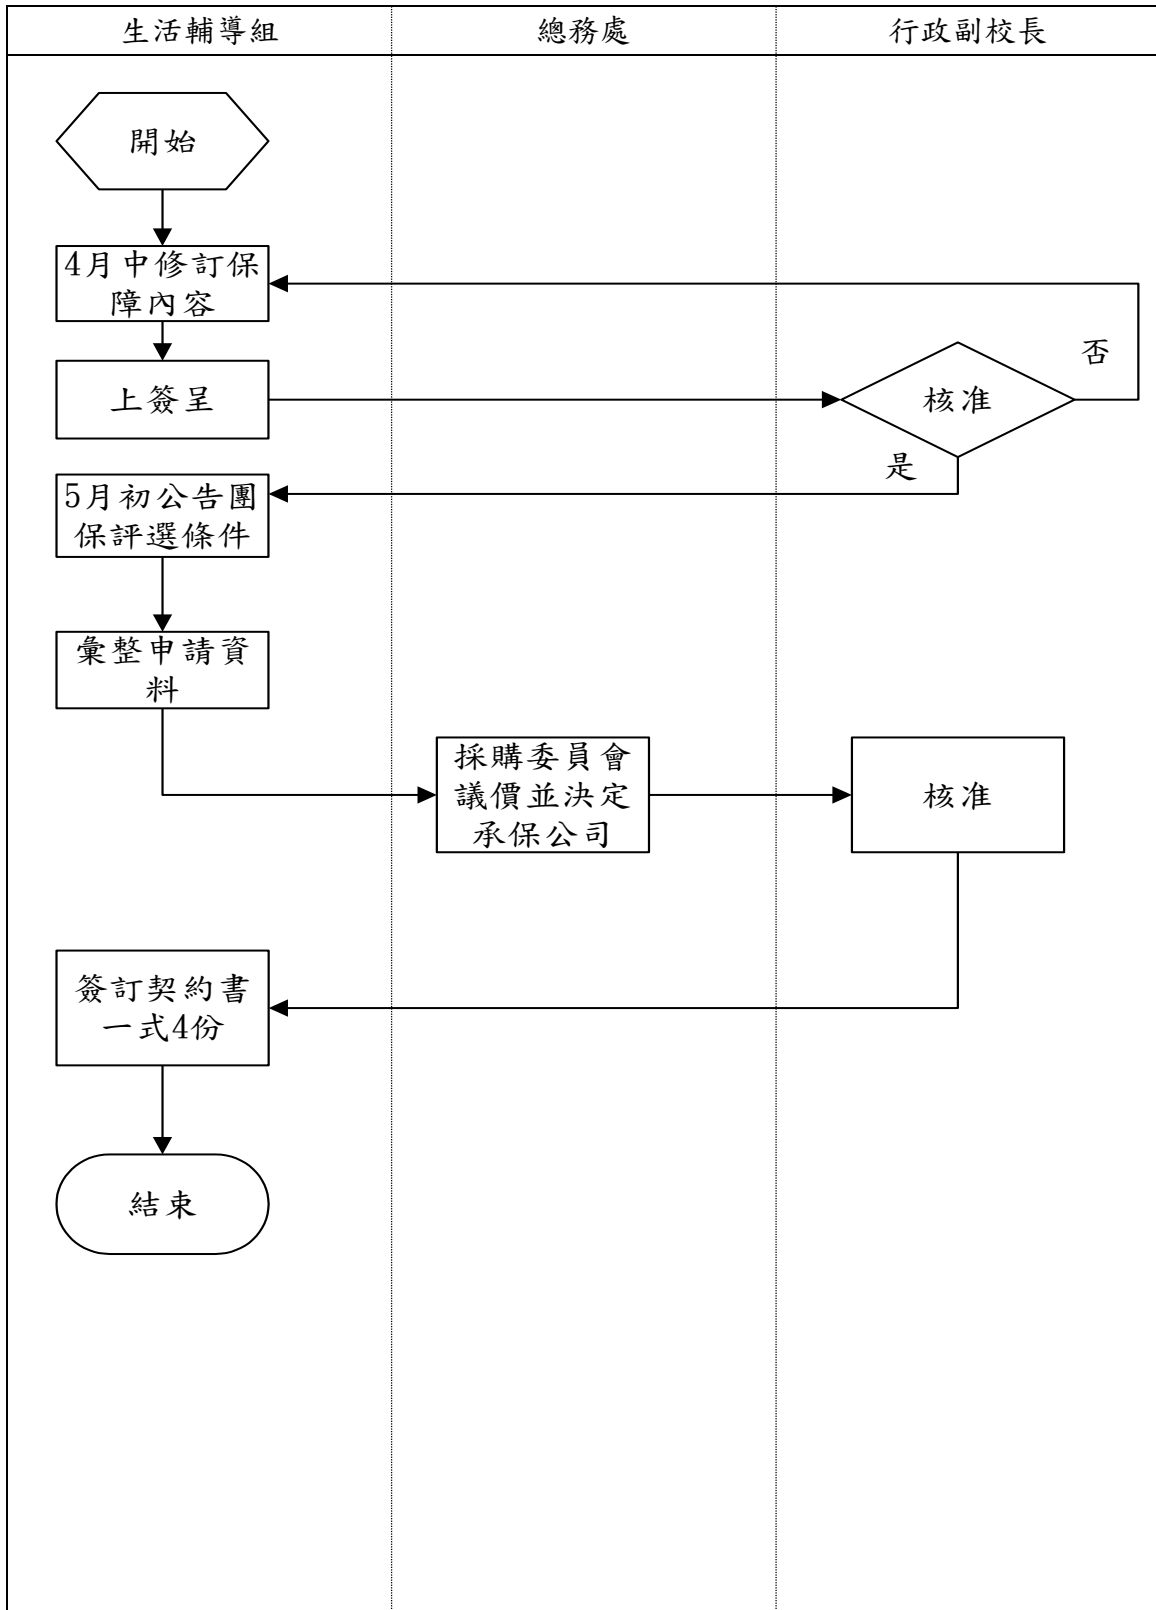 生活輔導組
總務處
行政副校長
開始
4月中修訂保
障內容
上簽呈
核准
否
是
5月初公告團
保評選條件
彙整申請資
料
採購委員會
議價並決定
承保公司
核准
簽訂契約書
一式4份
結束